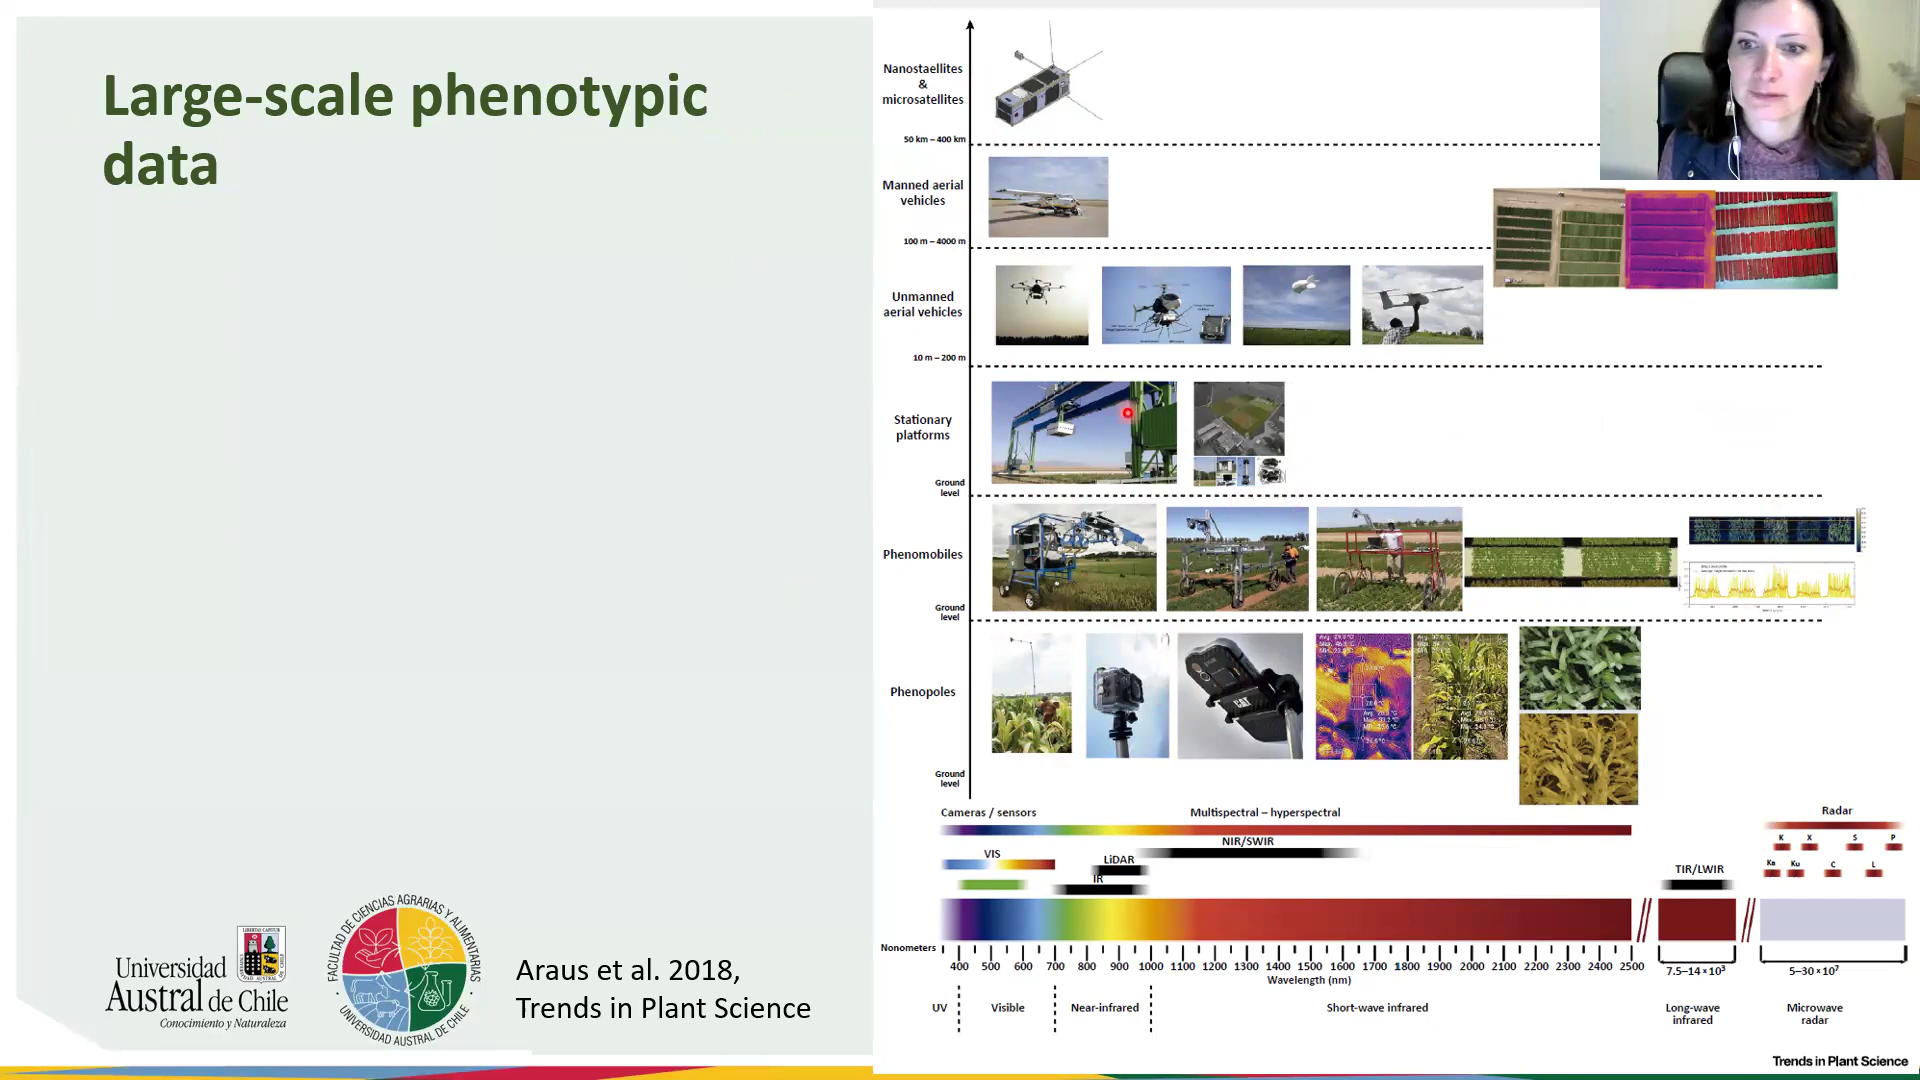 Large-scale phenotypic
data
Nanostaellites
&
microsatellites
50 km – 400 km
Manned aerial
vehicles
100 m – 4000 m
Unmanned
aerial vehicles
10 m – 200 m
Stationary
platforms
Ground
level
Phenomobiles
Ground
level
Phenopoles
Ground
level
CAT
Cameras / sensors
Multispectral – hyperspectral
Radar
K X S P
NIR/SWIR
VIS
LiDAR
Ka Ku C L
IR
TIR/LWIR
Nonometers
400 500 600 700 800 900 1000 1100 1200 1300 1400 1500 1600 1700 1800 1900 2000 2100 2200 2300 2400 2500
7.5–14 × 10³
5–30 × 10⁷
Wavelength (nm)
UV
Visible
Near-infrared
Short-wave infrared
Long-wave
infrared
Microwave
radar
Trends in Plant Science
LIBERTAS CAPITUR
Universidad
Austral de Chile
Conocimiento y Naturaleza
FACULTAD DE CIENCIAS AGRARIAS Y ALIMENTARIAS
UNIVERSIDAD AUSTRAL DE CHILE
Araus et al. 2018,
Trends in Plant Science